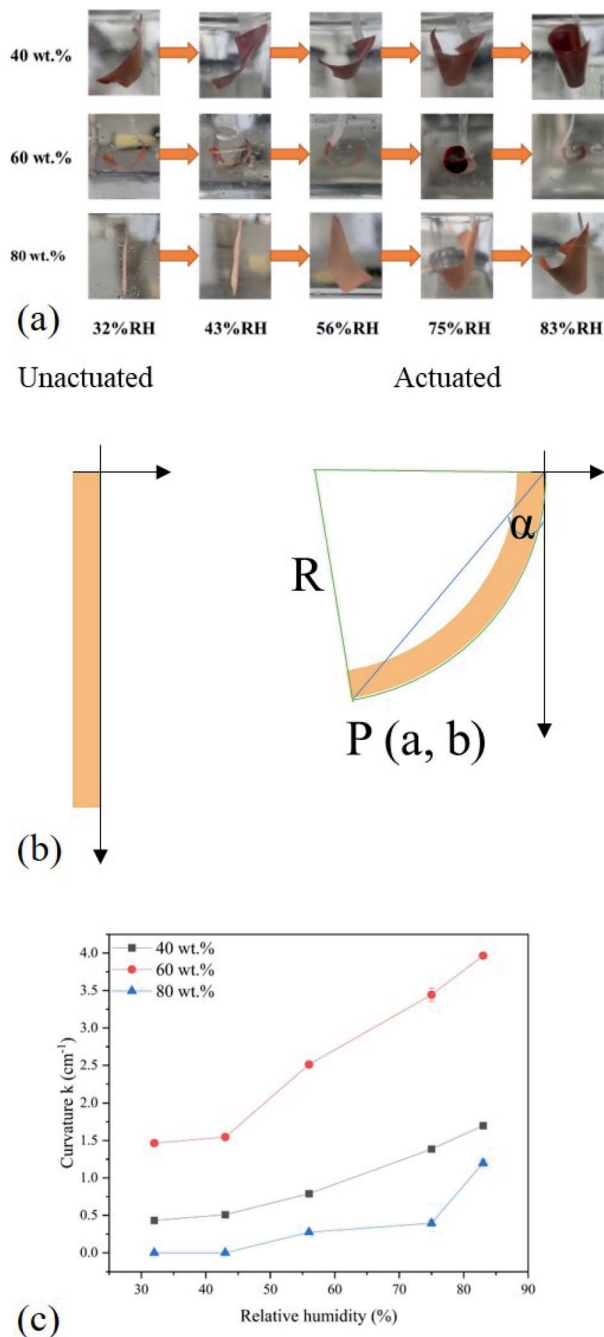 40 wt.%
60 wt.%
80 wt.%
(a)
32%RH 43%RH 56%RH 75%RH 83%RH
Unactuated Actuated
R
α
P (a, b)
(b)
40 wt.%
60 wt.%
80 wt.%
4.0
3.5
3.0
2.5
2.0
1.5
1.0
0.5
0.0
Curvature k (cm⁻¹)
30 40 50 60 70 80 90
Relative humidity (%)
(c)